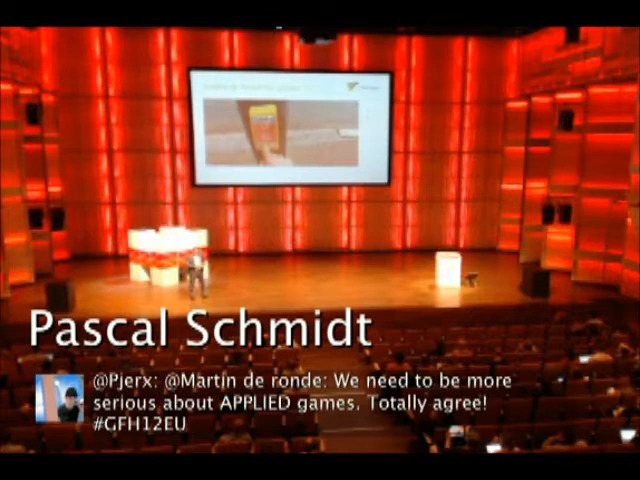 Pascal Schmidt
@Pjerx: @Martin de ronde: We need to be more
serious about APPLIED games. Totally agree!
#GFH12EU